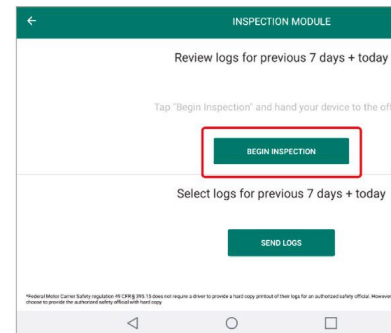 INSPECTION MODULE
Review logs for previous 7 days + today
Tap "Begin Inspection" and hand your device to the off
BEGIN INSPECTION
Select logs for previous 7 days + today
SEND LOGS
*Federal Motor Carrier Safety regulation 49 CFR § 395.15 does not require a driver to provide a hard copy printout of their logs for an authorized safety official. However
choose to provide the authorized safety official with hard copy